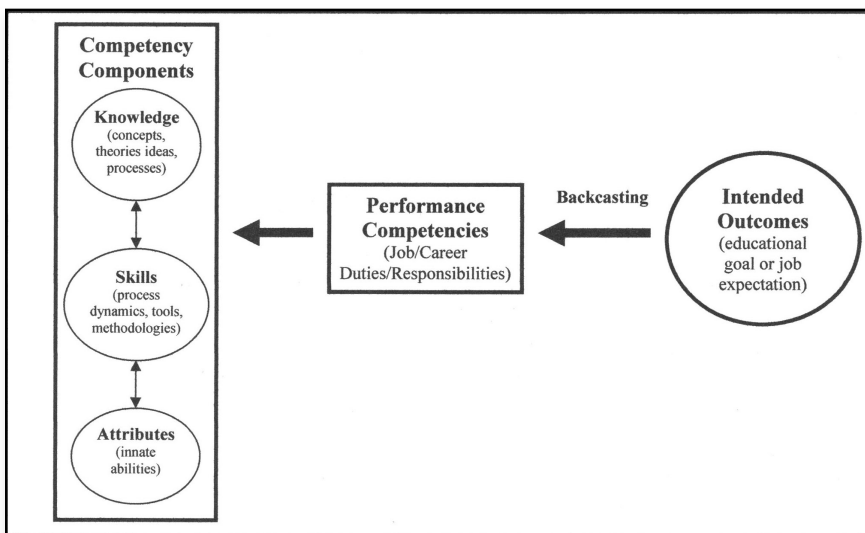 Competency
Components
Knowledge
(concepts,
theories ideas,
processes)
Skills
(process
dynamics, tools,
methodologies)
Attributes
(innate
abilities)
Performance
Competencies
(Job/Career
Duties/Responsibilities)
Backcasting
Intended
Outcomes
(educational
goal or job
expectation)